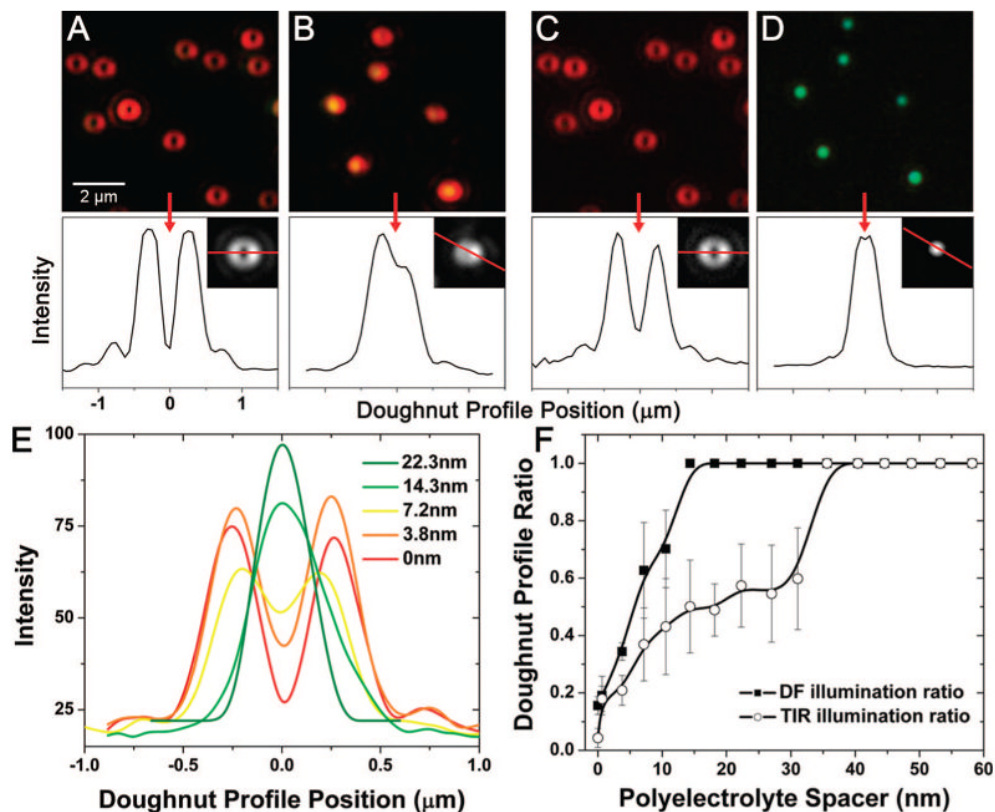 A
B
C
D
2 μm
Intensity
-1 0 1
Doughnut Profile Position (μm)
E
100
75
50
25
22.3nm
14.3nm
7.2nm
3.8nm
0nm
Intensity
-1.0 -0.5 0.0 0.5 1.0
Doughnut Profile Position (μm)
F
1.0
0.8
0.6
0.4
0.2
0.0
DF illumination ratio
TIR illumination ratio
Doughnut Profile Ratio
0 10 20 30 40 50 60
Polyelectrolyte Spacer (nm)